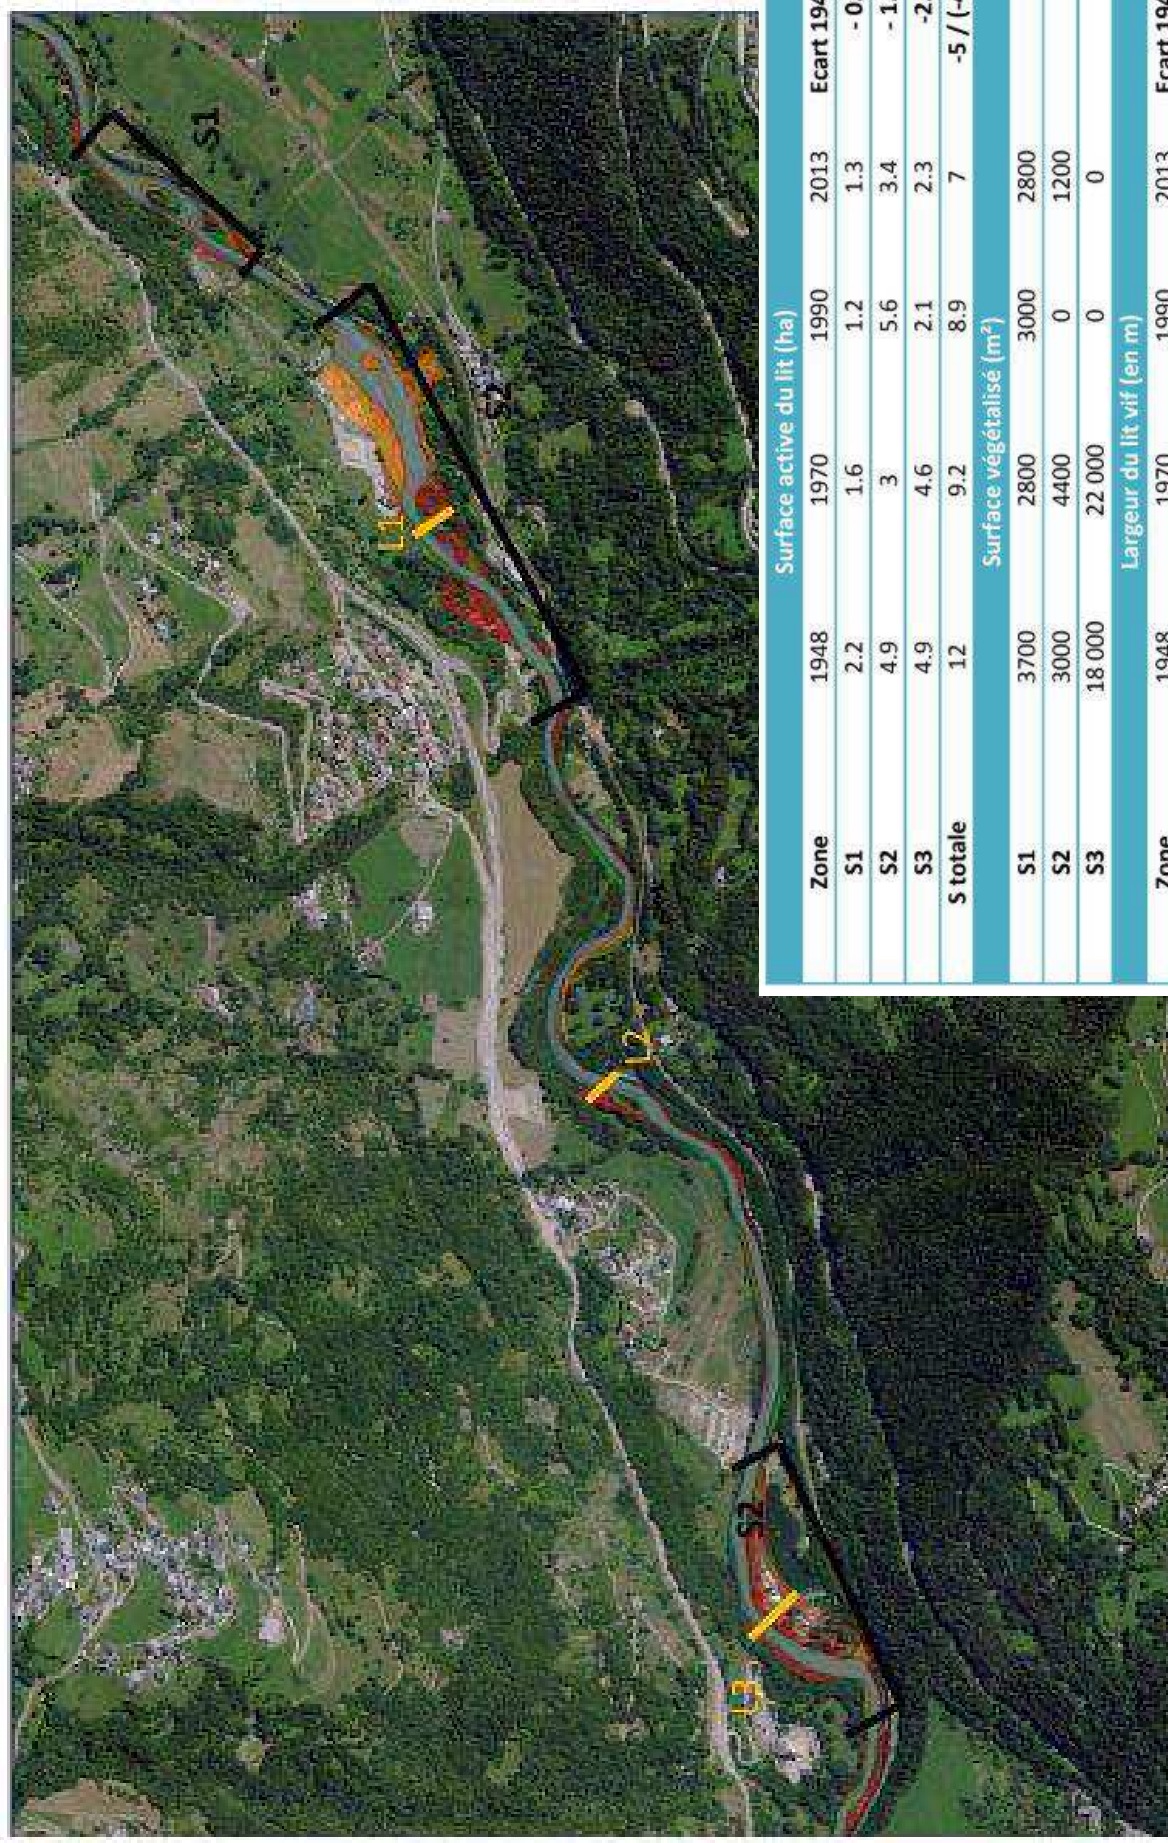 S1
S2
L1
L2
S2
L3
Surface active du lit (ha)
Zone 1948 1970 1990 2013 Ecart 194
S1 2.2 1.6 1.2 1.3 - 0
S2 4.9 3 5.6 3.4 - 1.
S3 4.9 4.6 2.1 2.3 -2.
S totale 12 9.2 8.9 7 -5 / (-4
Surface végétalisé (m²)
S1 3700 2800 3000 2800
S2 3000 4400 0 1200
S3 18 000 22 000 0 0
Largeur du lit vif (en m)
Zone 1948 1970 1990 2013 Ecart 194